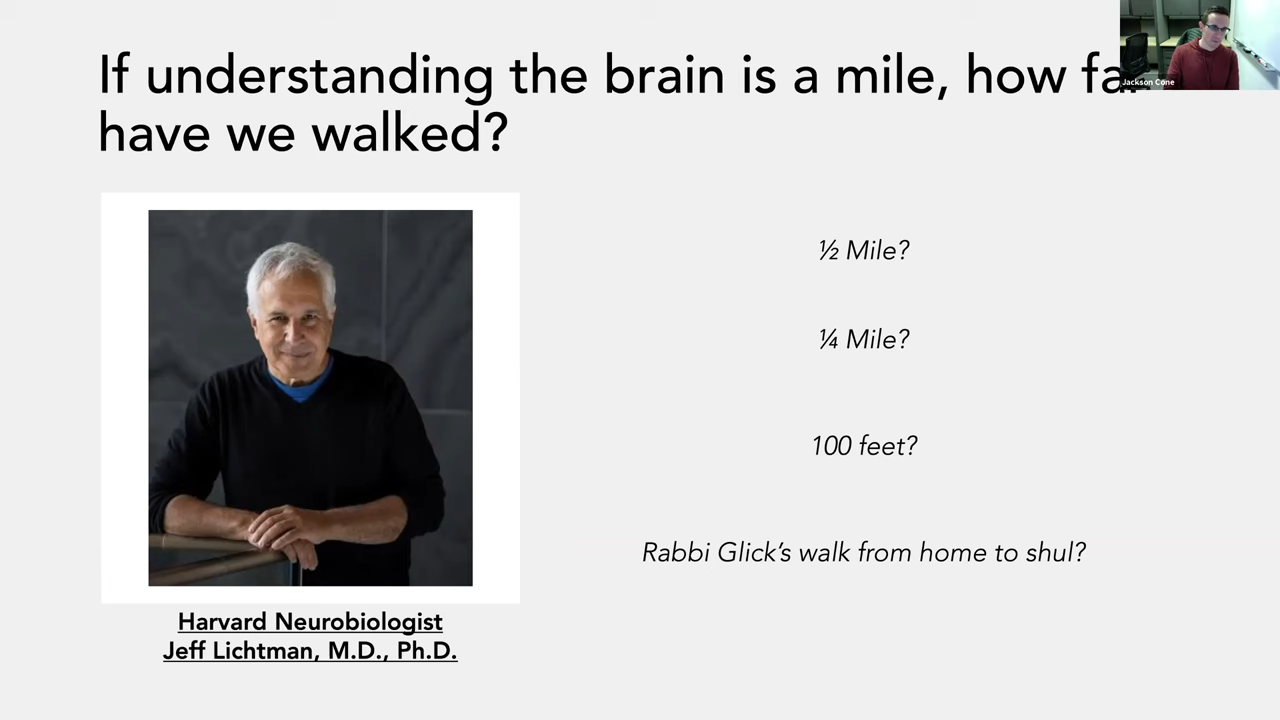 If understanding the brain is a mile, how far
have we walked?
Jackson Cone
½ Mile?
¼ Mile?
100 feet?
Rabbi Glick’s walk from home to shul?
Harvard Neurobiologist
Jeff Lichtman, M.D., Ph.D.